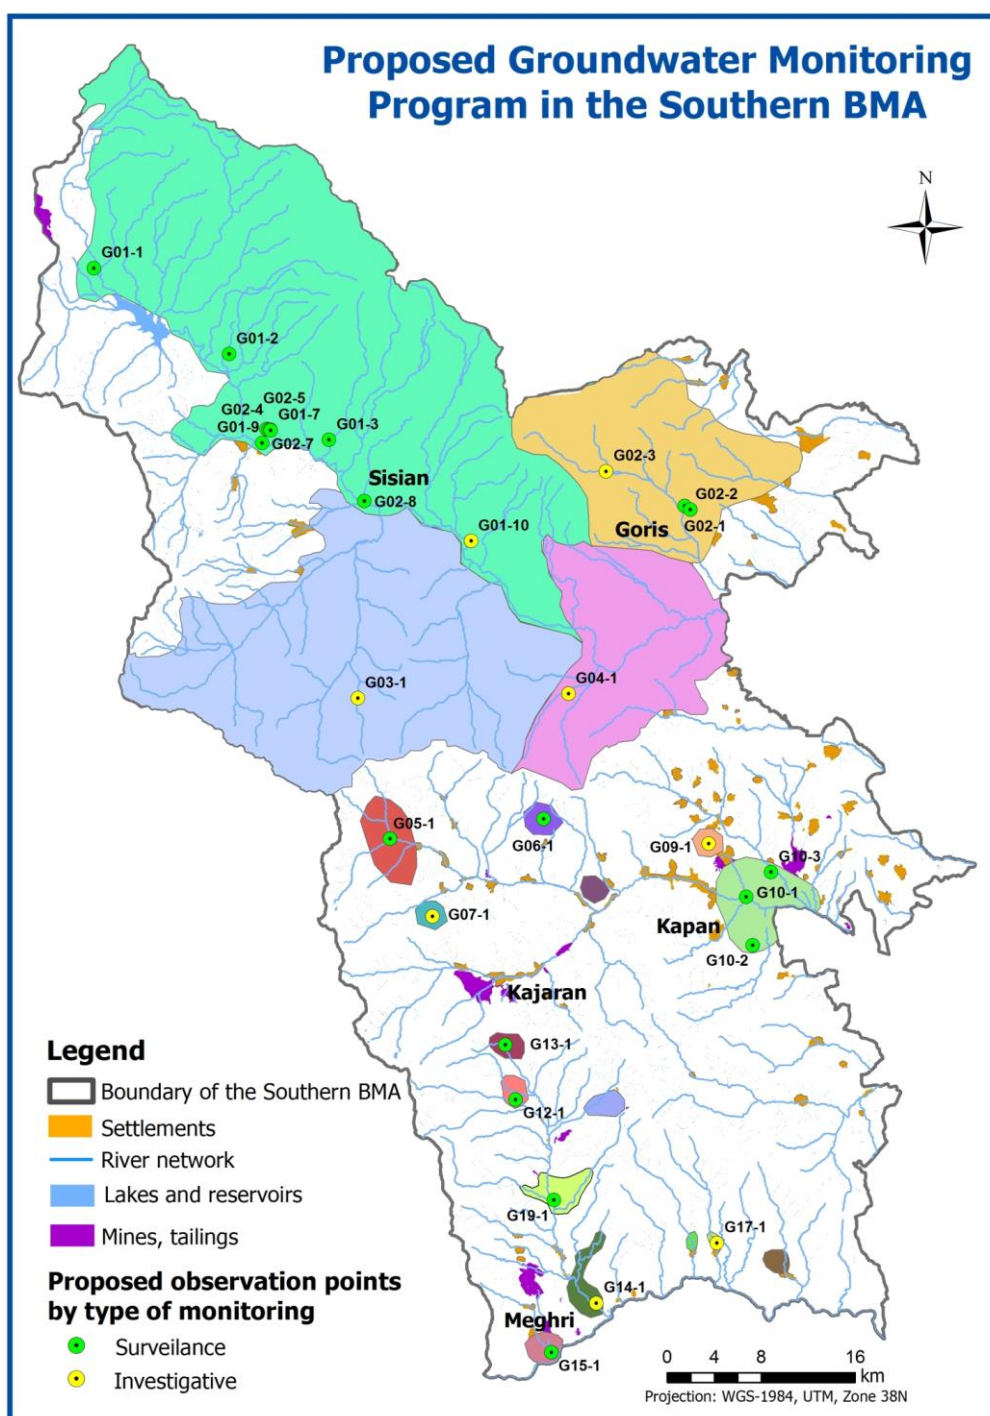 Proposed Groundwater Monitoring
Program in the Southern BMA
N
G01-1
G01-2
G02-5
G02-4
G01-7
G01-9
G01-3
G02-7
Sisian
G02-8
G01-10
G02-3
G02-2
G02-1
Goris
G03-1
G04-1
G05-1
G06-1
G09-1
G10-3
G10-1
G07-1
Kapan
G10-2
Kajaran
G13-1
G12-1
G19-1
G17-1
G14-1
Meghri
G15-1
Legend
Boundary of the Southern BMA
Settlements
River network
Lakes and reservoirs
Mines, tailings
Proposed observation points
by type of monitoring
Surveilance
Investigative
0 4 8 16
km
Projection: WGS-1984, UTM, Zone 38N